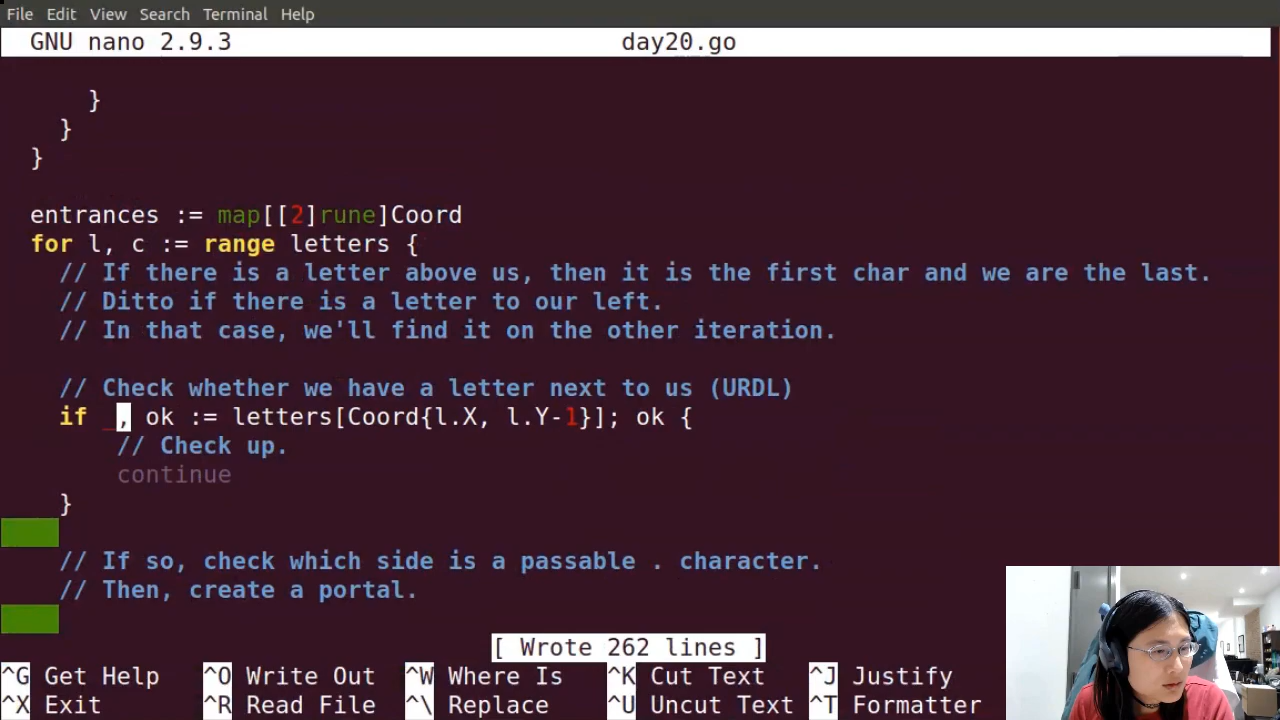 File Edit View Search Terminal Help
GNU nano 2.9.3 day20.go
}
}
}
entrances := map[[2]rune]Coord
for l, c := range letters {
// If there is a letter above us, then it is the first char and we are the last.
// Ditto if there is a letter to our left.
// In that case, we'll find it on the other iteration.
// Check whether we have a letter next to us (URDL)
if _, ok := letters[Coord{l.X, l.Y-1}]; ok {
// Check up.
continue
}
// If so, check which side is a passable . character.
// Then, create a portal.
[ Wrote 262 lines ]
^G Get Help ^O Write Out ^W Where Is ^K Cut Text ^J Justify
^X Exit ^R Read File ^\ Replace ^U Uncut Text ^T Formatter